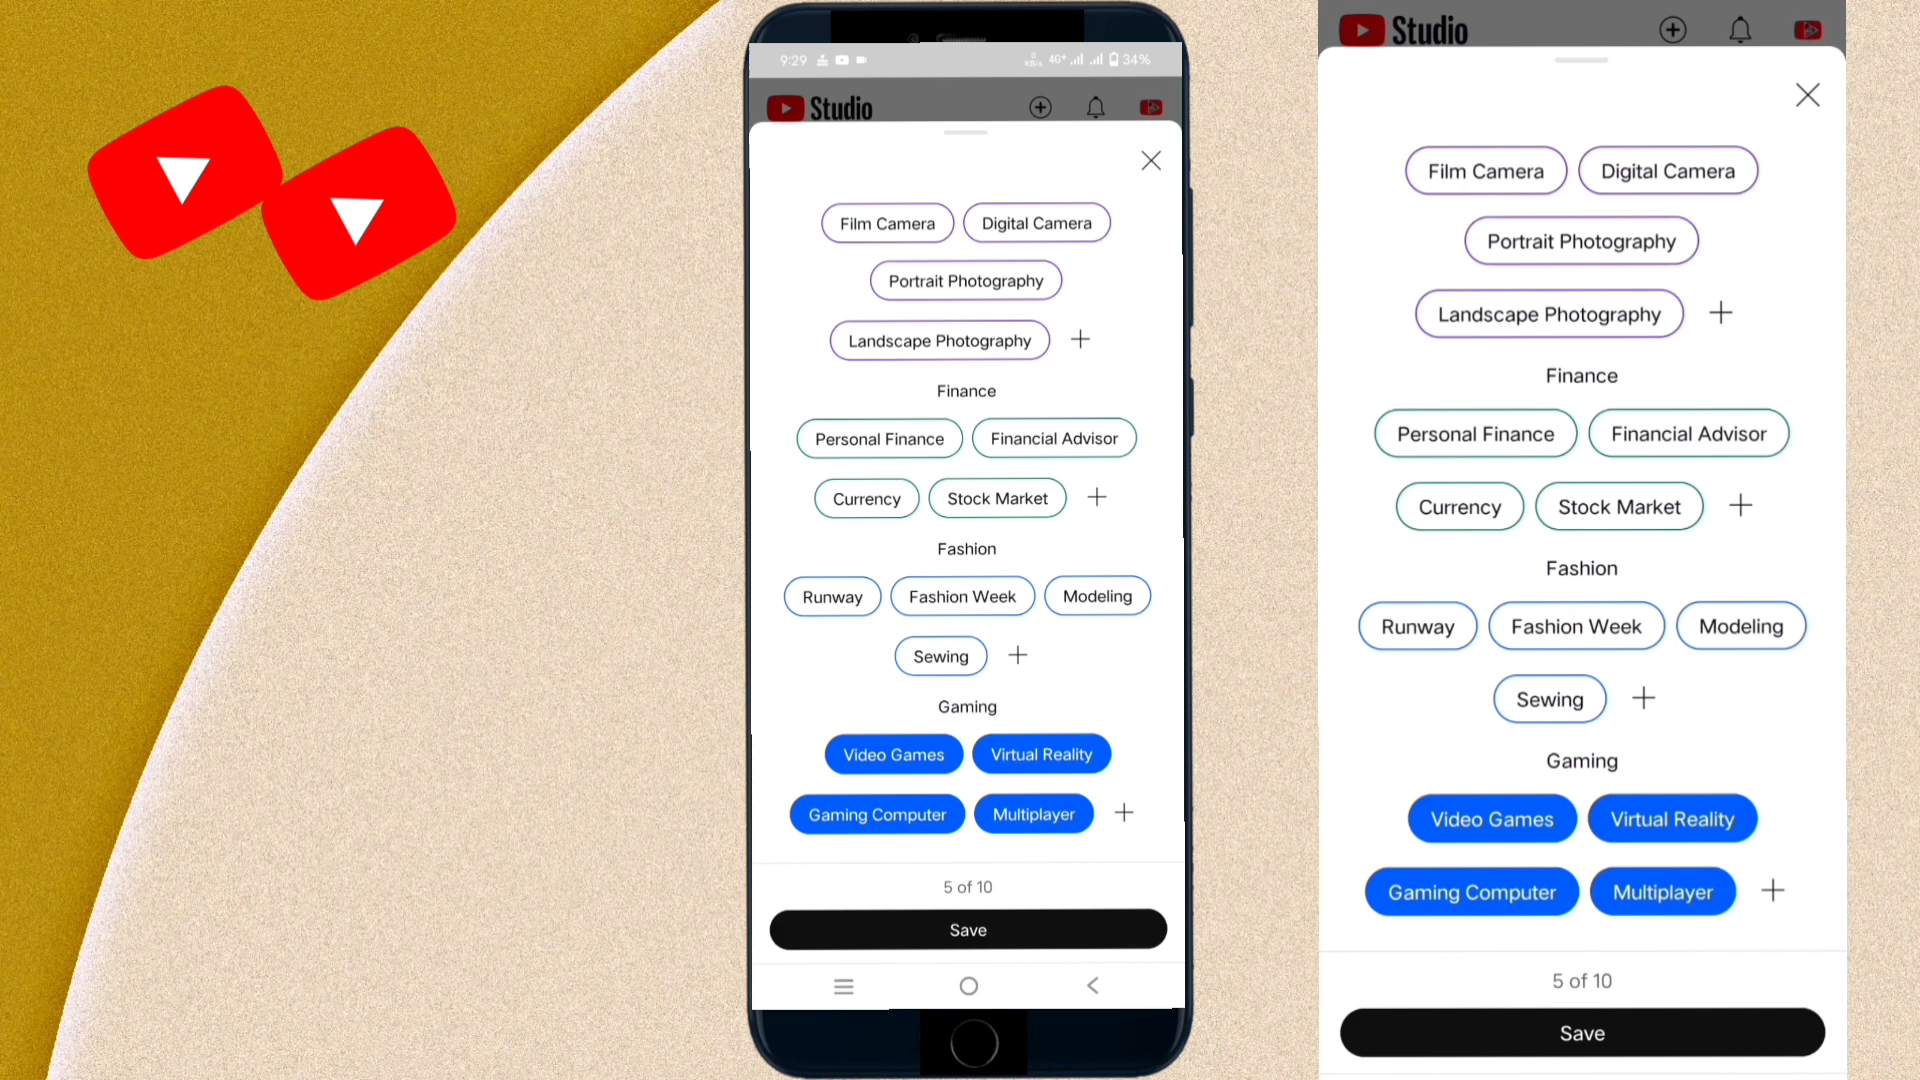 9:29
0 KB/s 4G+ 34%
Studio
Film Camera Digital Camera
Portrait Photography
Landscape Photography +
Finance
Personal Finance Financial Advisor
Currency Stock Market +
Fashion
Runway Fashion Week Modeling
Sewing +
Gaming
Video Games Virtual Reality
Gaming Computer Multiplayer +
5 of 10
Save
Studio
Film Camera Digital Camera
Portrait Photography
Landscape Photography +
Finance
Personal Finance Financial Advisor
Currency Stock Market +
Fashion
Runway Fashion Week Modeling
Sewing +
Gaming
Video Games Virtual Reality
Gaming Computer Multiplayer +
5 of 10
Save